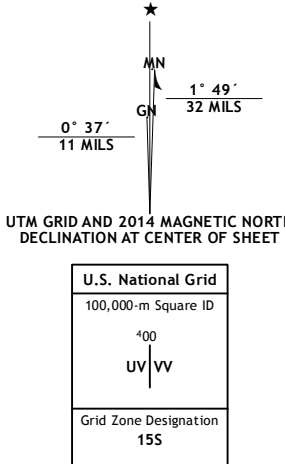 ★
MN
1° 49´
32 MILS
GN
0° 37´
11 MILS
UTM GRID AND 2014 MAGNETIC NORTH
DECLINATION AT CENTER OF SHEET
U.S. National Grid
100,000-m Square ID
⁴00
UV VV
Grid Zone Designation
15S